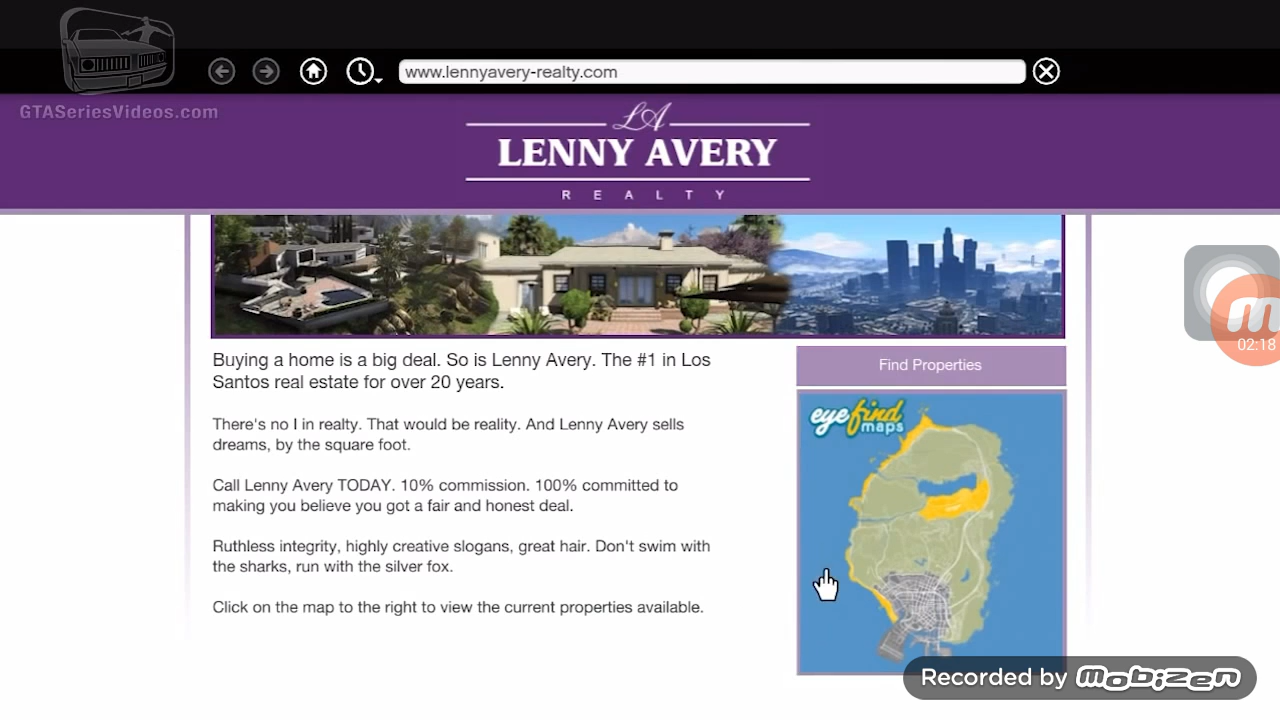 www.lennyavery-realty.com
GTASeriesVideos.com
LA
LENNY AVERY
REALTY
Buying a home is a big deal. So is Lenny Avery. The #1 in Los
Santos real estate for over 20 years.
There's no I in realty. That would be reality. And Lenny Avery sells
dreams, by the square foot.
Call Lenny Avery TODAY. 10% commission. 100% committed to
making you believe you got a fair and honest deal.
Ruthless integrity, highly creative slogans, great hair. Don't swim with
the sharks, run with the silver fox.
Click on the map to the right to view the current properties available.
Find Properties
eyefind
maps
02:18
Recorded by mobizen